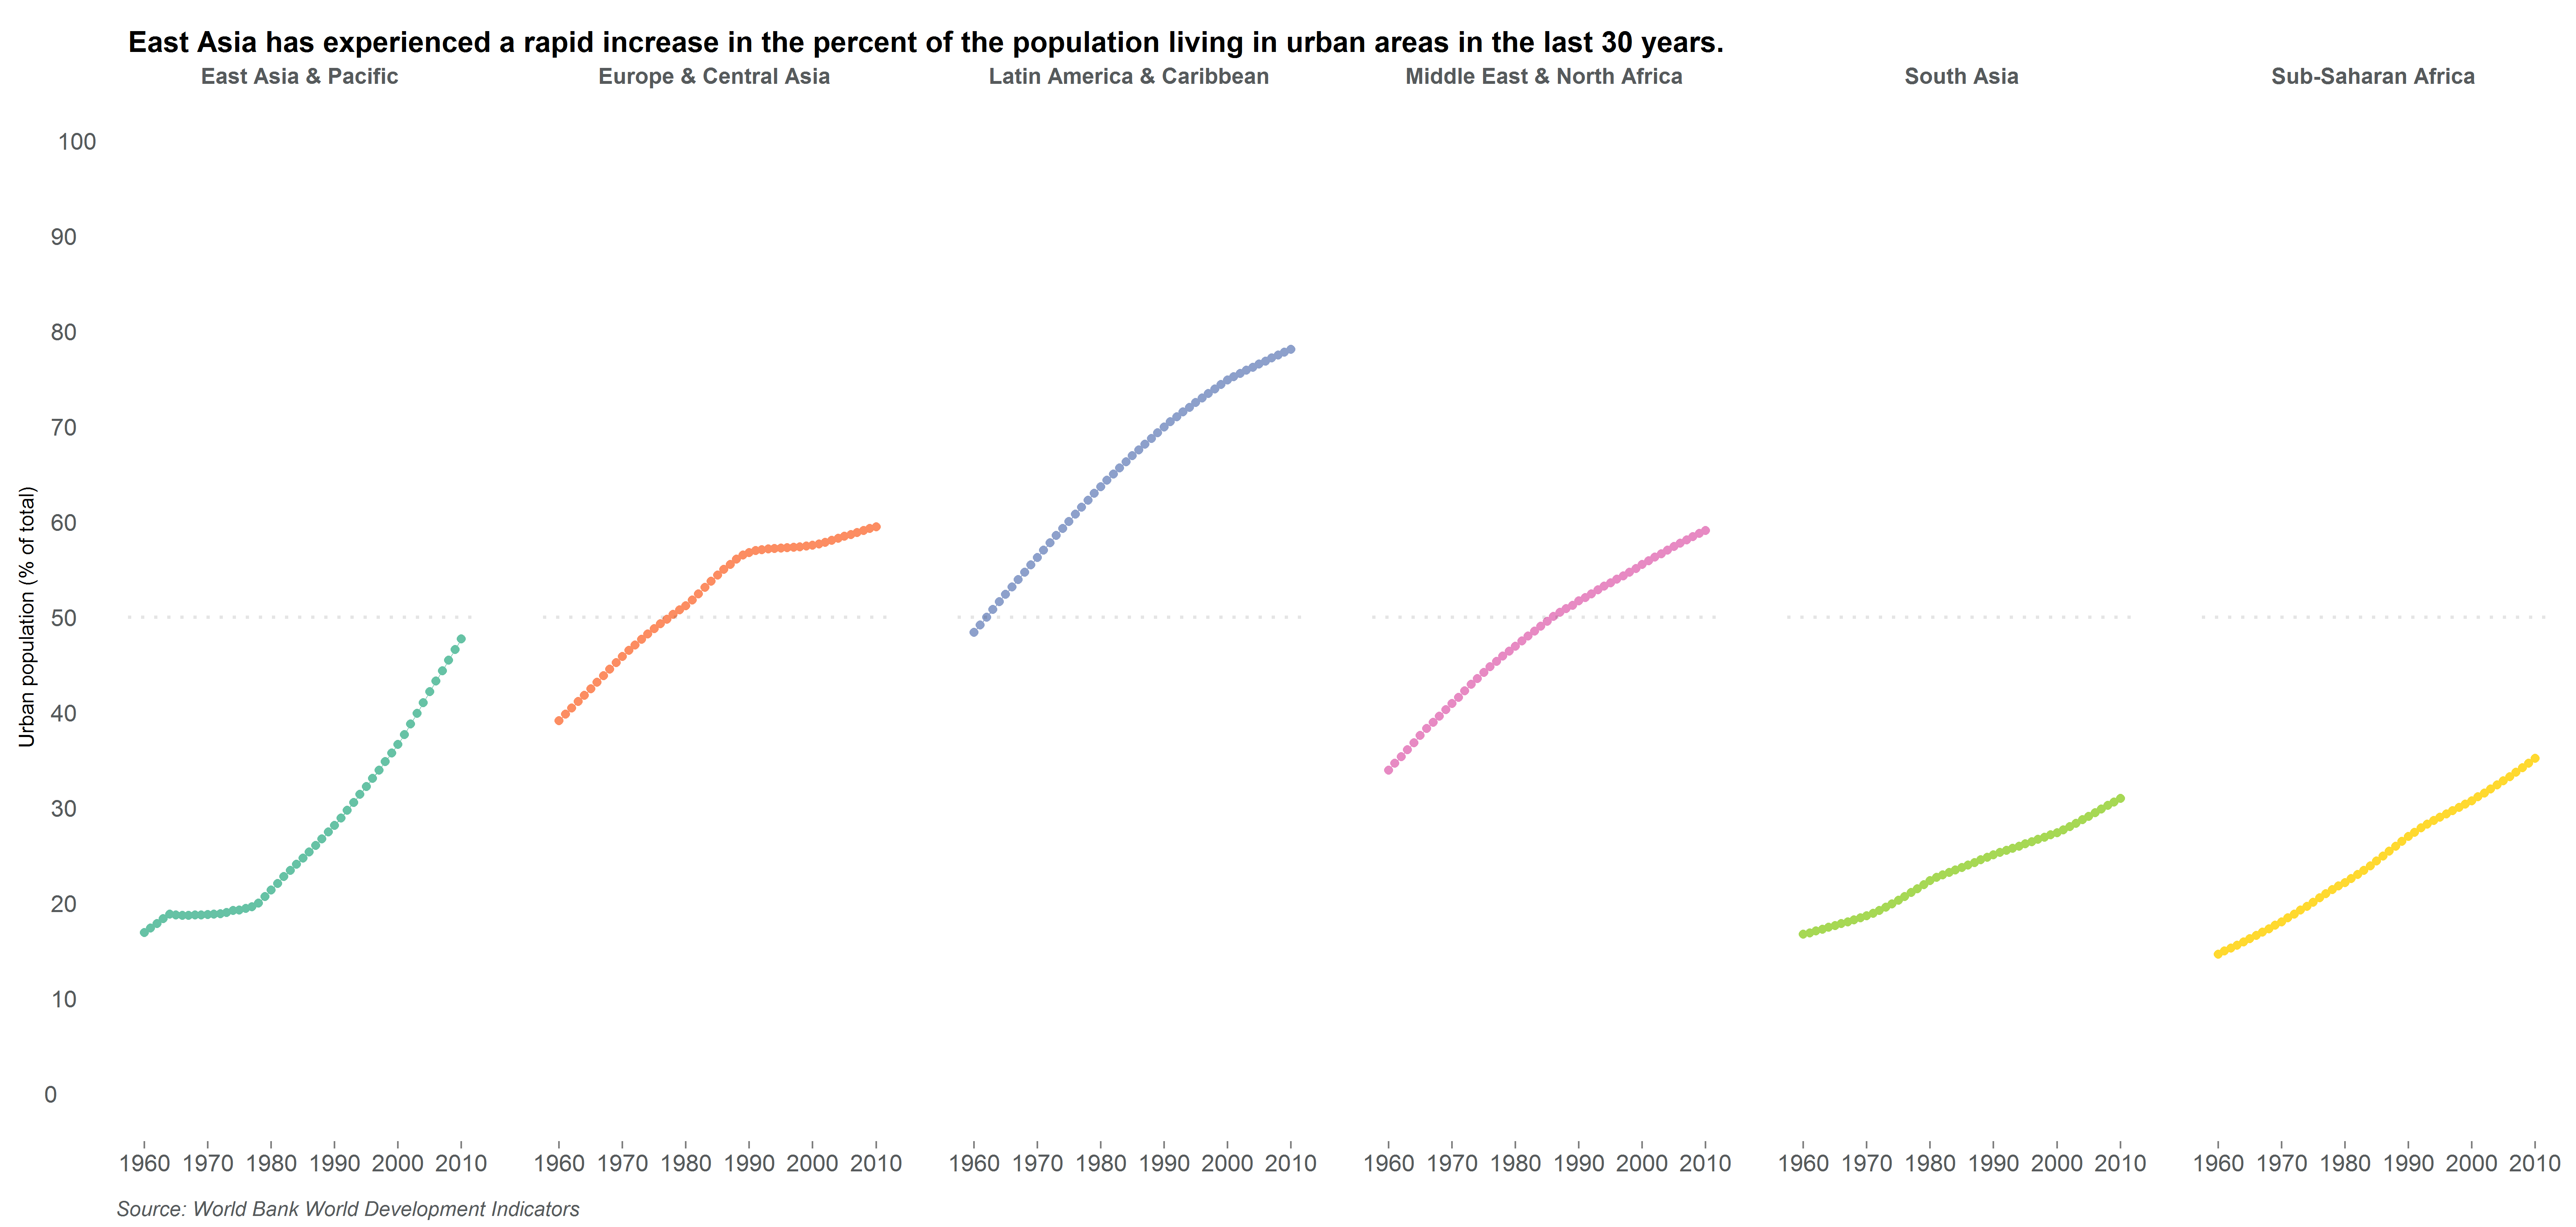 East Asia has experienced a rapid increase in the percent of the population living in urban areas in the last 30 years.
East Asia & Pacific Europe & Central Asia Latin America & Caribbean Middle East & North Africa South Asia Sub-Saharan Africa
100
90
80
70
60
50
40
30
20
10
0
Urban population (% of total)
1960 1970 1980 1990 2000 2010 1960 1970 1980 1990 2000 2010 1960 1970 1980 1990 2000 2010 1960 1970 1980 1990 2000 2010 1960 1970 1980 1990 2000 2010 1960 1970 1980 1990 2000 2010
Source: World Bank World Development Indicators